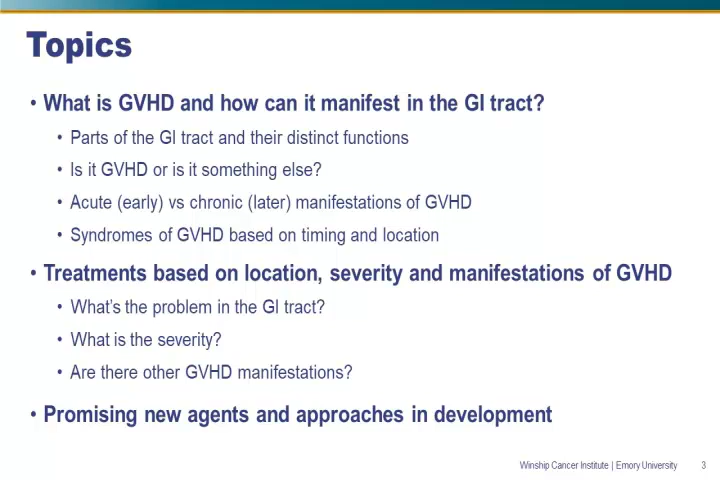 Topics
• What is GVHD and how can it manifest in the GI tract?
• Parts of the GI tract and their distinct functions
• Is it GVHD or is it something else?
• Acute (early) vs chronic (later) manifestations of GVHD
• Syndromes of GVHD based on timing and location
• Treatments based on location, severity and manifestations of GVHD
• What's the problem in the GI tract?
• What is the severity?
• Are there other GVHD manifestations?
• Promising new agents and approaches in development
Winship Cancer Institute | Emory University 3